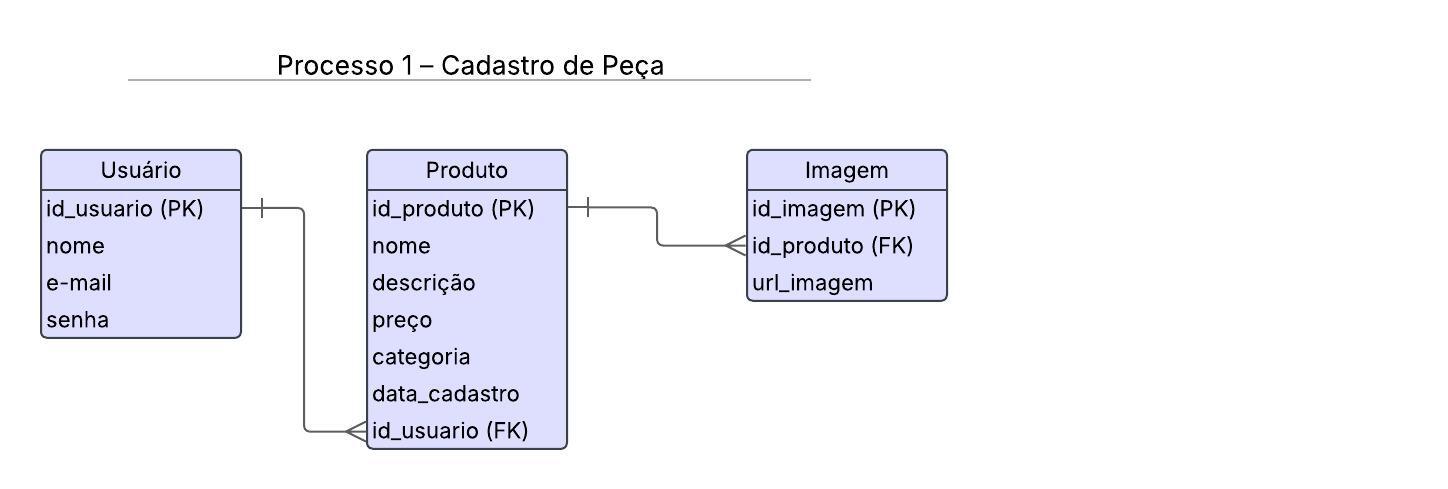 Processo 1 – Cadastro de Peça
Usuário
id_usuario (PK)
nome
e-mail
senha
Produto
id_produto (PK)
nome
descrição
preço
categoria
data_cadastro
id_usuario (FK)
Imagem
id_imagem (PK)
id_produto (FK)
url_imagem